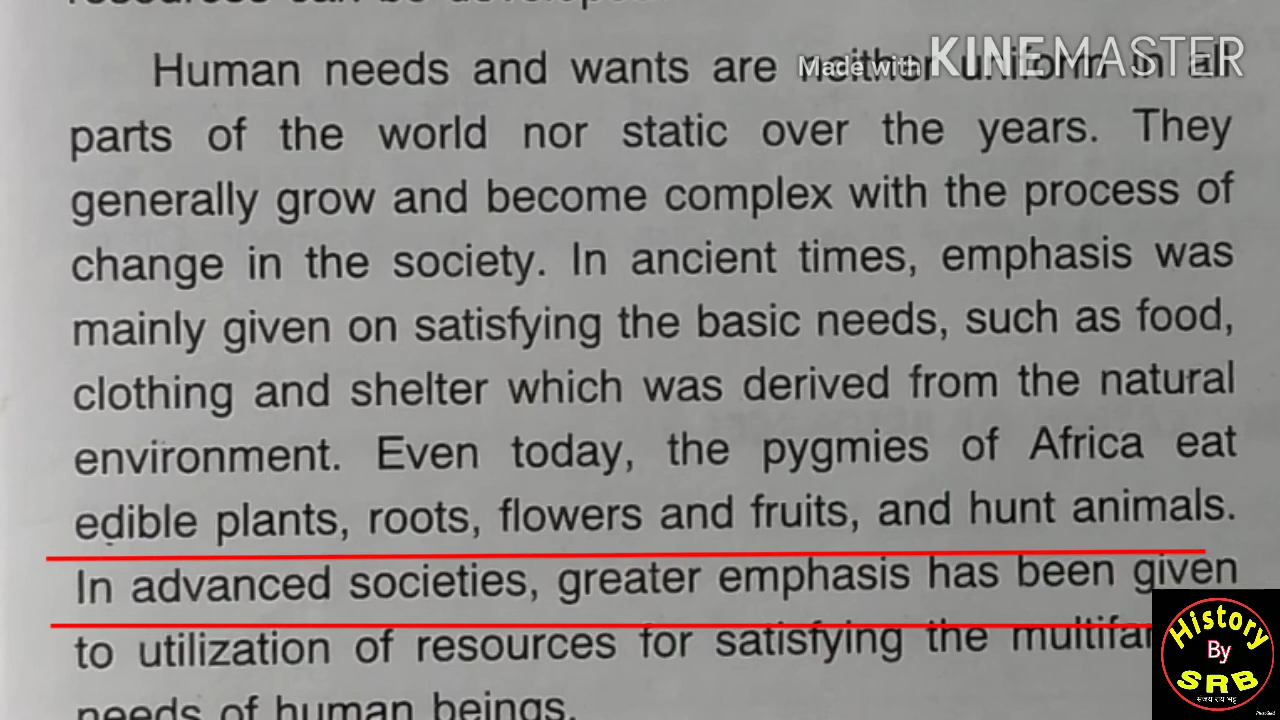 Human needs and wants are neither uniform in all
Made with KINEMASTER
parts of the world nor static over the years. They
generally grow and become complex with the process of
change in the society. In ancient times, emphasis was
mainly given on satisfying the basic needs, such as food,
clothing and shelter which was derived from the natural
environment. Even today, the pygmies of Africa eat
edible plants, roots, flowers and fruits, and hunt animals.
In advanced societies, greater emphasis has been given
to utilization of resources for satisfying the
needs of human beings.
History
By
SRB